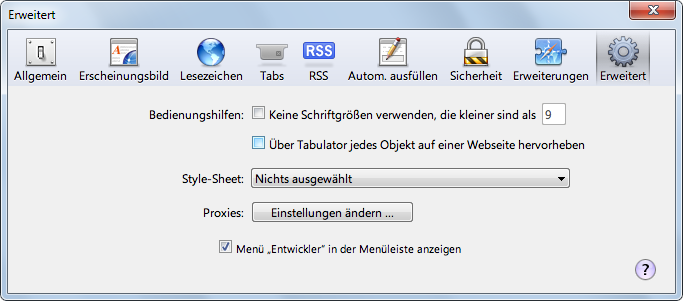 Erweitert
RSS
Allgemein Erscheinungsbild Lesezeichen Tabs RSS Autom. ausfüllen Sicherheit Erweiterungen Erweitert
Bedienungshilfen: Keine Schriftgrößen verwenden, die kleiner sind als 9
Über Tabulator jedes Objekt auf einer Webseite hervorheben
Style-Sheet: Nichts ausgewählt
Proxies: Einstellungen ändern ...
Menü „Entwickler“ in der Menüleiste anzeigen
?